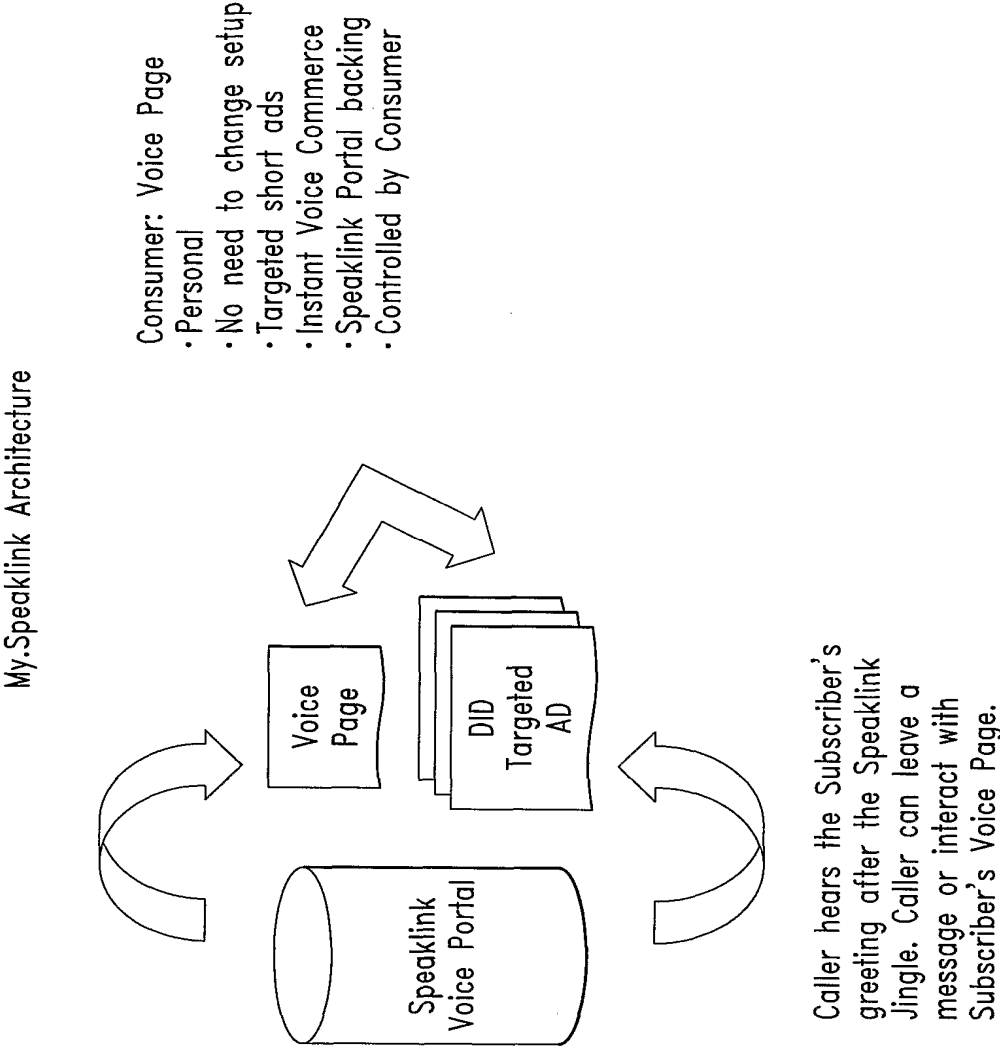 My.Speaklink Architecture
Speaklink
Voice Portal
Voice
Page
DID
Targeted
AD
Consumer: Voice Page
• Personal
• No need to change setup
• Targeted short ads
• Instant Voice Commerce
• Speaklink Portal backing
• Controlled by Consumer
Caller hears the Subscriber's
greeting after the Speaklink
Jingle. Caller can leave a
message or interact with
Subscriber's Voice Page.